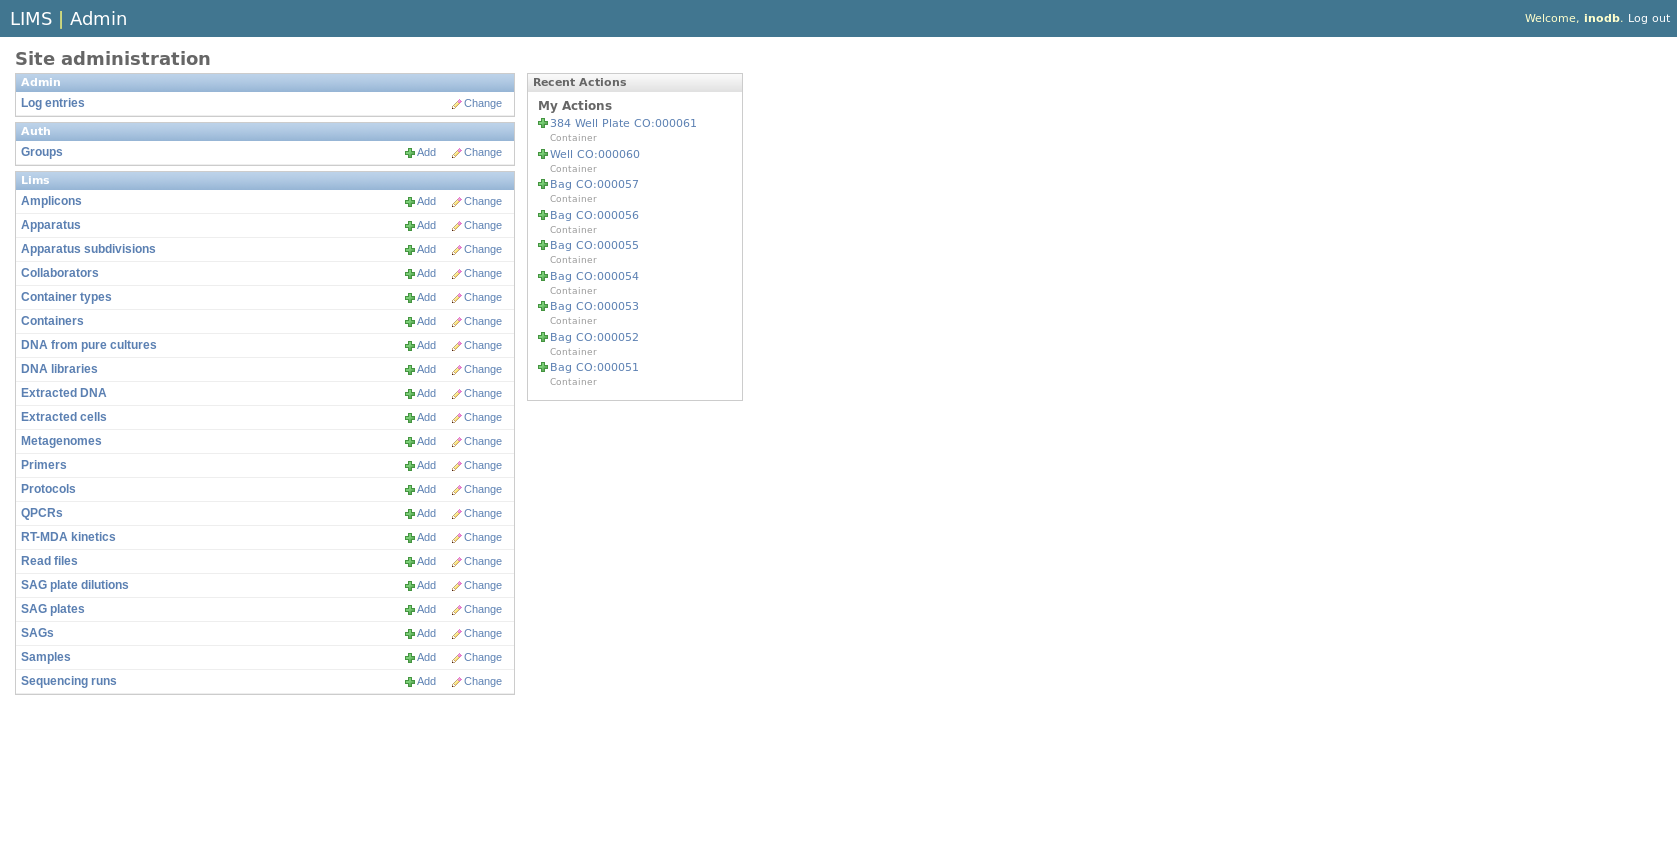 LIMS | Admin
Welcome, inodb. Log out
Site administration
Admin
Log entries Change
Auth
Groups Add Change
Lims
Amplicons Add Change
Apparatus Add Change
Apparatus subdivisions Add Change
Collaborators Add Change
Container types Add Change
Containers Add Change
DNA from pure cultures Add Change
DNA libraries Add Change
Extracted DNA Add Change
Extracted cells Add Change
Metagenomes Add Change
Primers Add Change
Protocols Add Change
QPCRs Add Change
RT-MDA kinetics Add Change
Read files Add Change
SAG plate dilutions Add Change
SAG plates Add Change
SAGs Add Change
Samples Add Change
Sequencing runs Add Change
Recent Actions
My Actions
384 Well Plate CO:000061
Container
Well CO:000060
Container
Bag CO:000057
Container
Bag CO:000056
Container
Bag CO:000055
Container
Bag CO:000054
Container
Bag CO:000053
Container
Bag CO:000052
Container
Bag CO:000051
Container